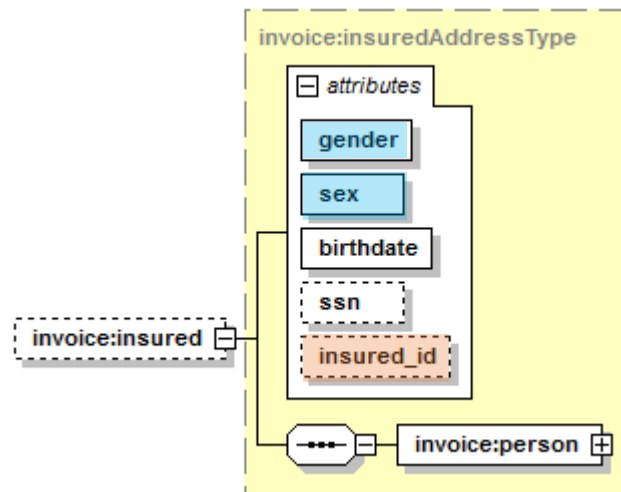 invoice:insuredAddressType
attributes
gender
sex
birthdate
ssn
invoice:insured
insured_id
invoice:person